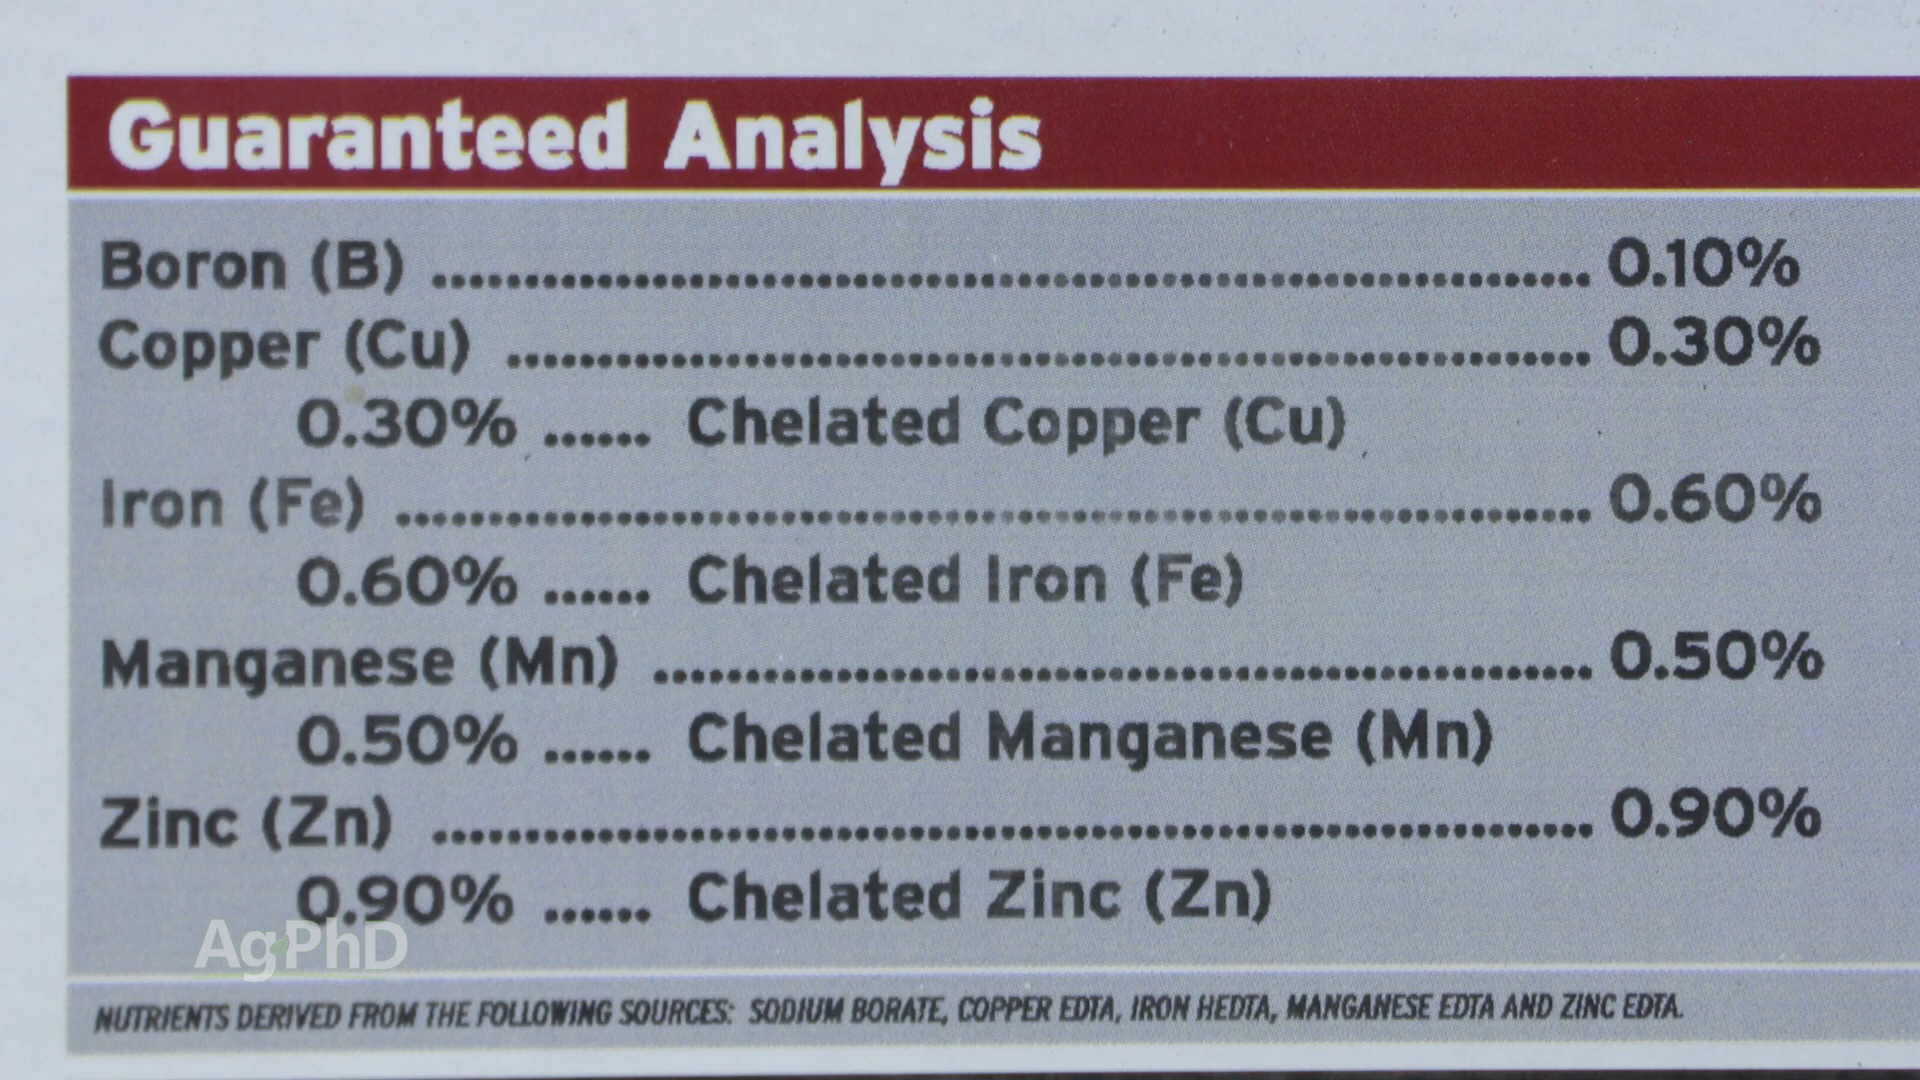 Guaranteed Analysis
Boron (B) ........................................................................ 0.10%
Copper (Cu) ................................................................... 0.30%
0.30% ...... Chelated Copper (Cu)
Iron (Fe) .......................................................................... 0.60%
0.60% ...... Chelated Iron (Fe)
Manganese (Mn) .......................................................... 0.50%
0.50% ...... Chelated Manganese (Mn)
Zinc (Zn) ........................................................................ 0.90%
0.90% ...... Chelated Zinc (Zn)
AgPhD
NUTRIENTS DERIVED FROM THE FOLLOWING SOURCES: SODIUM BORATE, COPPER EDTA, IRON HEDTA, MANGANESE EDTA AND ZINC EDTA.